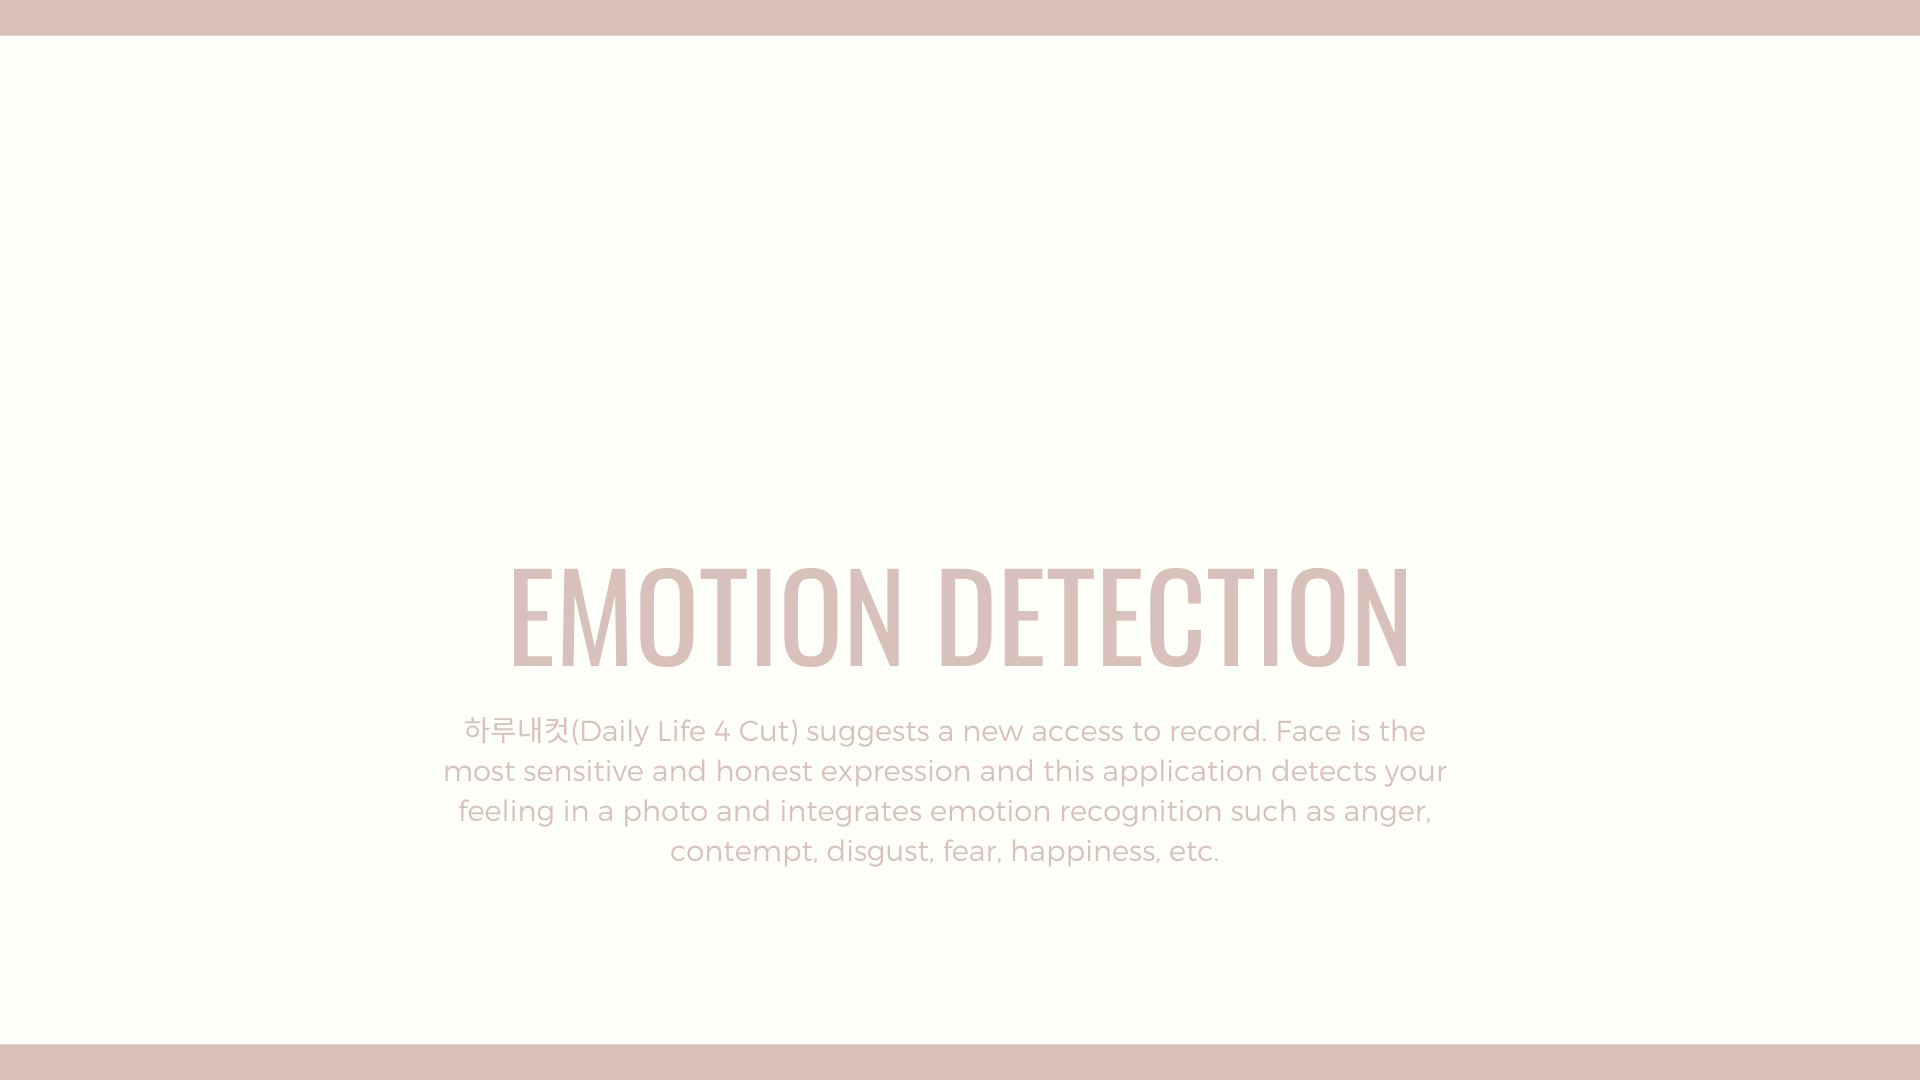 EMOTION DETECTION
하루내컷(Daily Life 4 Cut) suggests a new access to record. Face is the
most sensitive and honest expression and this application detects your
feeling in a photo and integrates emotion recognition such as anger,
contempt, disgust, fear, happiness, etc.